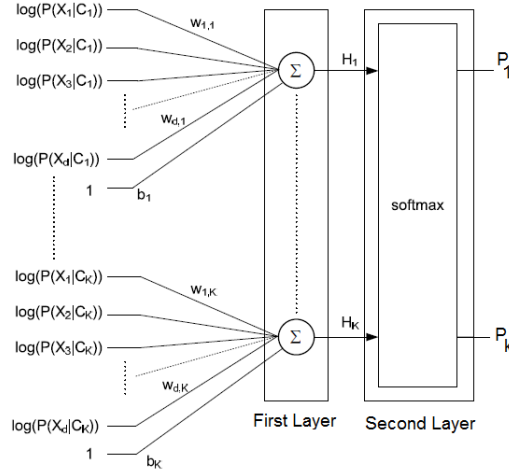 log(P(X1|C1))
w1,1
log(P(X2|C1))
log(P(X3|C1))
Σ
H1
P1
wd,1
log(P(Xd|C1))
1
b1
softmax
log(P(X1|CK))
w1,K
log(P(X2|CK))
log(P(X3|CK))
Σ
HK
Pk
wd,K
log(P(Xd|CK))
1
bK
First Layer
Second Layer